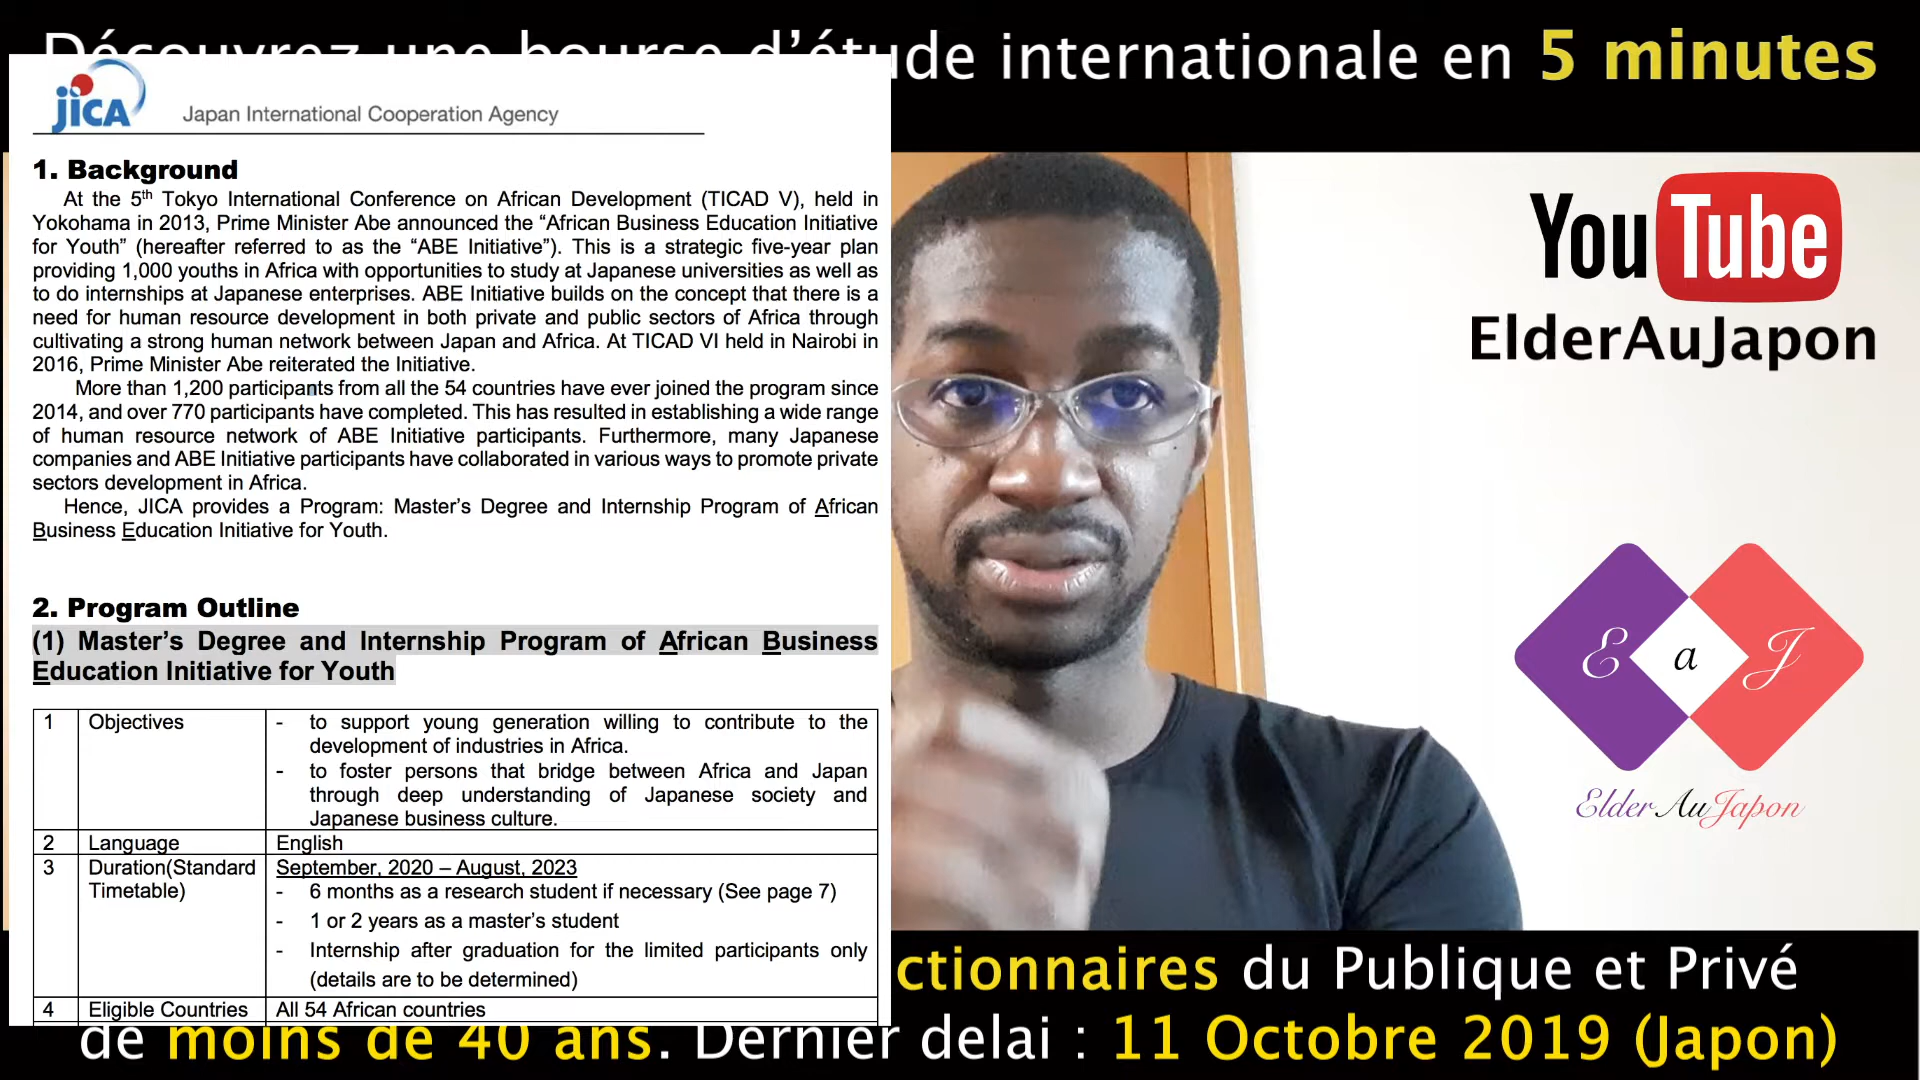 Découvrez une bourse d’étude internationale en 5 minutes
JICA
Japan International Cooperation Agency
1. Background
At the 5th Tokyo International Conference on African Development (TICAD V), held in
Yokohama in 2013, Prime Minister Abe announced the “African Business Education Initiative
for Youth” (hereafter referred to as the “ABE Initiative”). This is a strategic five-year plan
providing 1,000 youths in Africa with opportunities to study at Japanese universities as well as
to do internships at Japanese enterprises. ABE Initiative builds on the concept that there is a
need for human resource development in both private and public sectors of Africa through
cultivating a strong human network between Japan and Africa. At TICAD VI held in Nairobi in
2016, Prime Minister Abe reiterated the Initiative.
More than 1,200 participants from all the 54 countries have ever joined the program since
2014, and over 770 participants have completed. This has resulted in establishing a wide range
of human resource network of ABE Initiative participants. Furthermore, many Japanese
companies and ABE Initiative participants have collaborated in various ways to promote private
sectors development in Africa.
Hence, JICA provides a Program: Master’s Degree and Internship Program of African
Business Education Initiative for Youth.
2. Program Outline
(1) Master’s Degree and Internship Program of African Business
Education Initiative for Youth
1 Objectives - to support young generation willing to contribute to the
development of industries in Africa.
- to foster persons that bridge between Africa and Japan
through deep understanding of Japanese society and
Japanese business culture.
2 Language English
3 Duration(Standard September, 2020 – August, 2023
Timetable) - 6 months as a research student if necessary (See page 7)
- 1 or 2 years as a master’s student
- Internship after graduation for the limited participants only
(details are to be determined)
4 Eligible Countries All 54 African countries
YouTube
ElderAuJapon
E a J
ElderAuJapon
ctionnaires du Publique et Privé
de moins de 40 ans. Dernier delai : 11 Octobre 2019 (Japon)